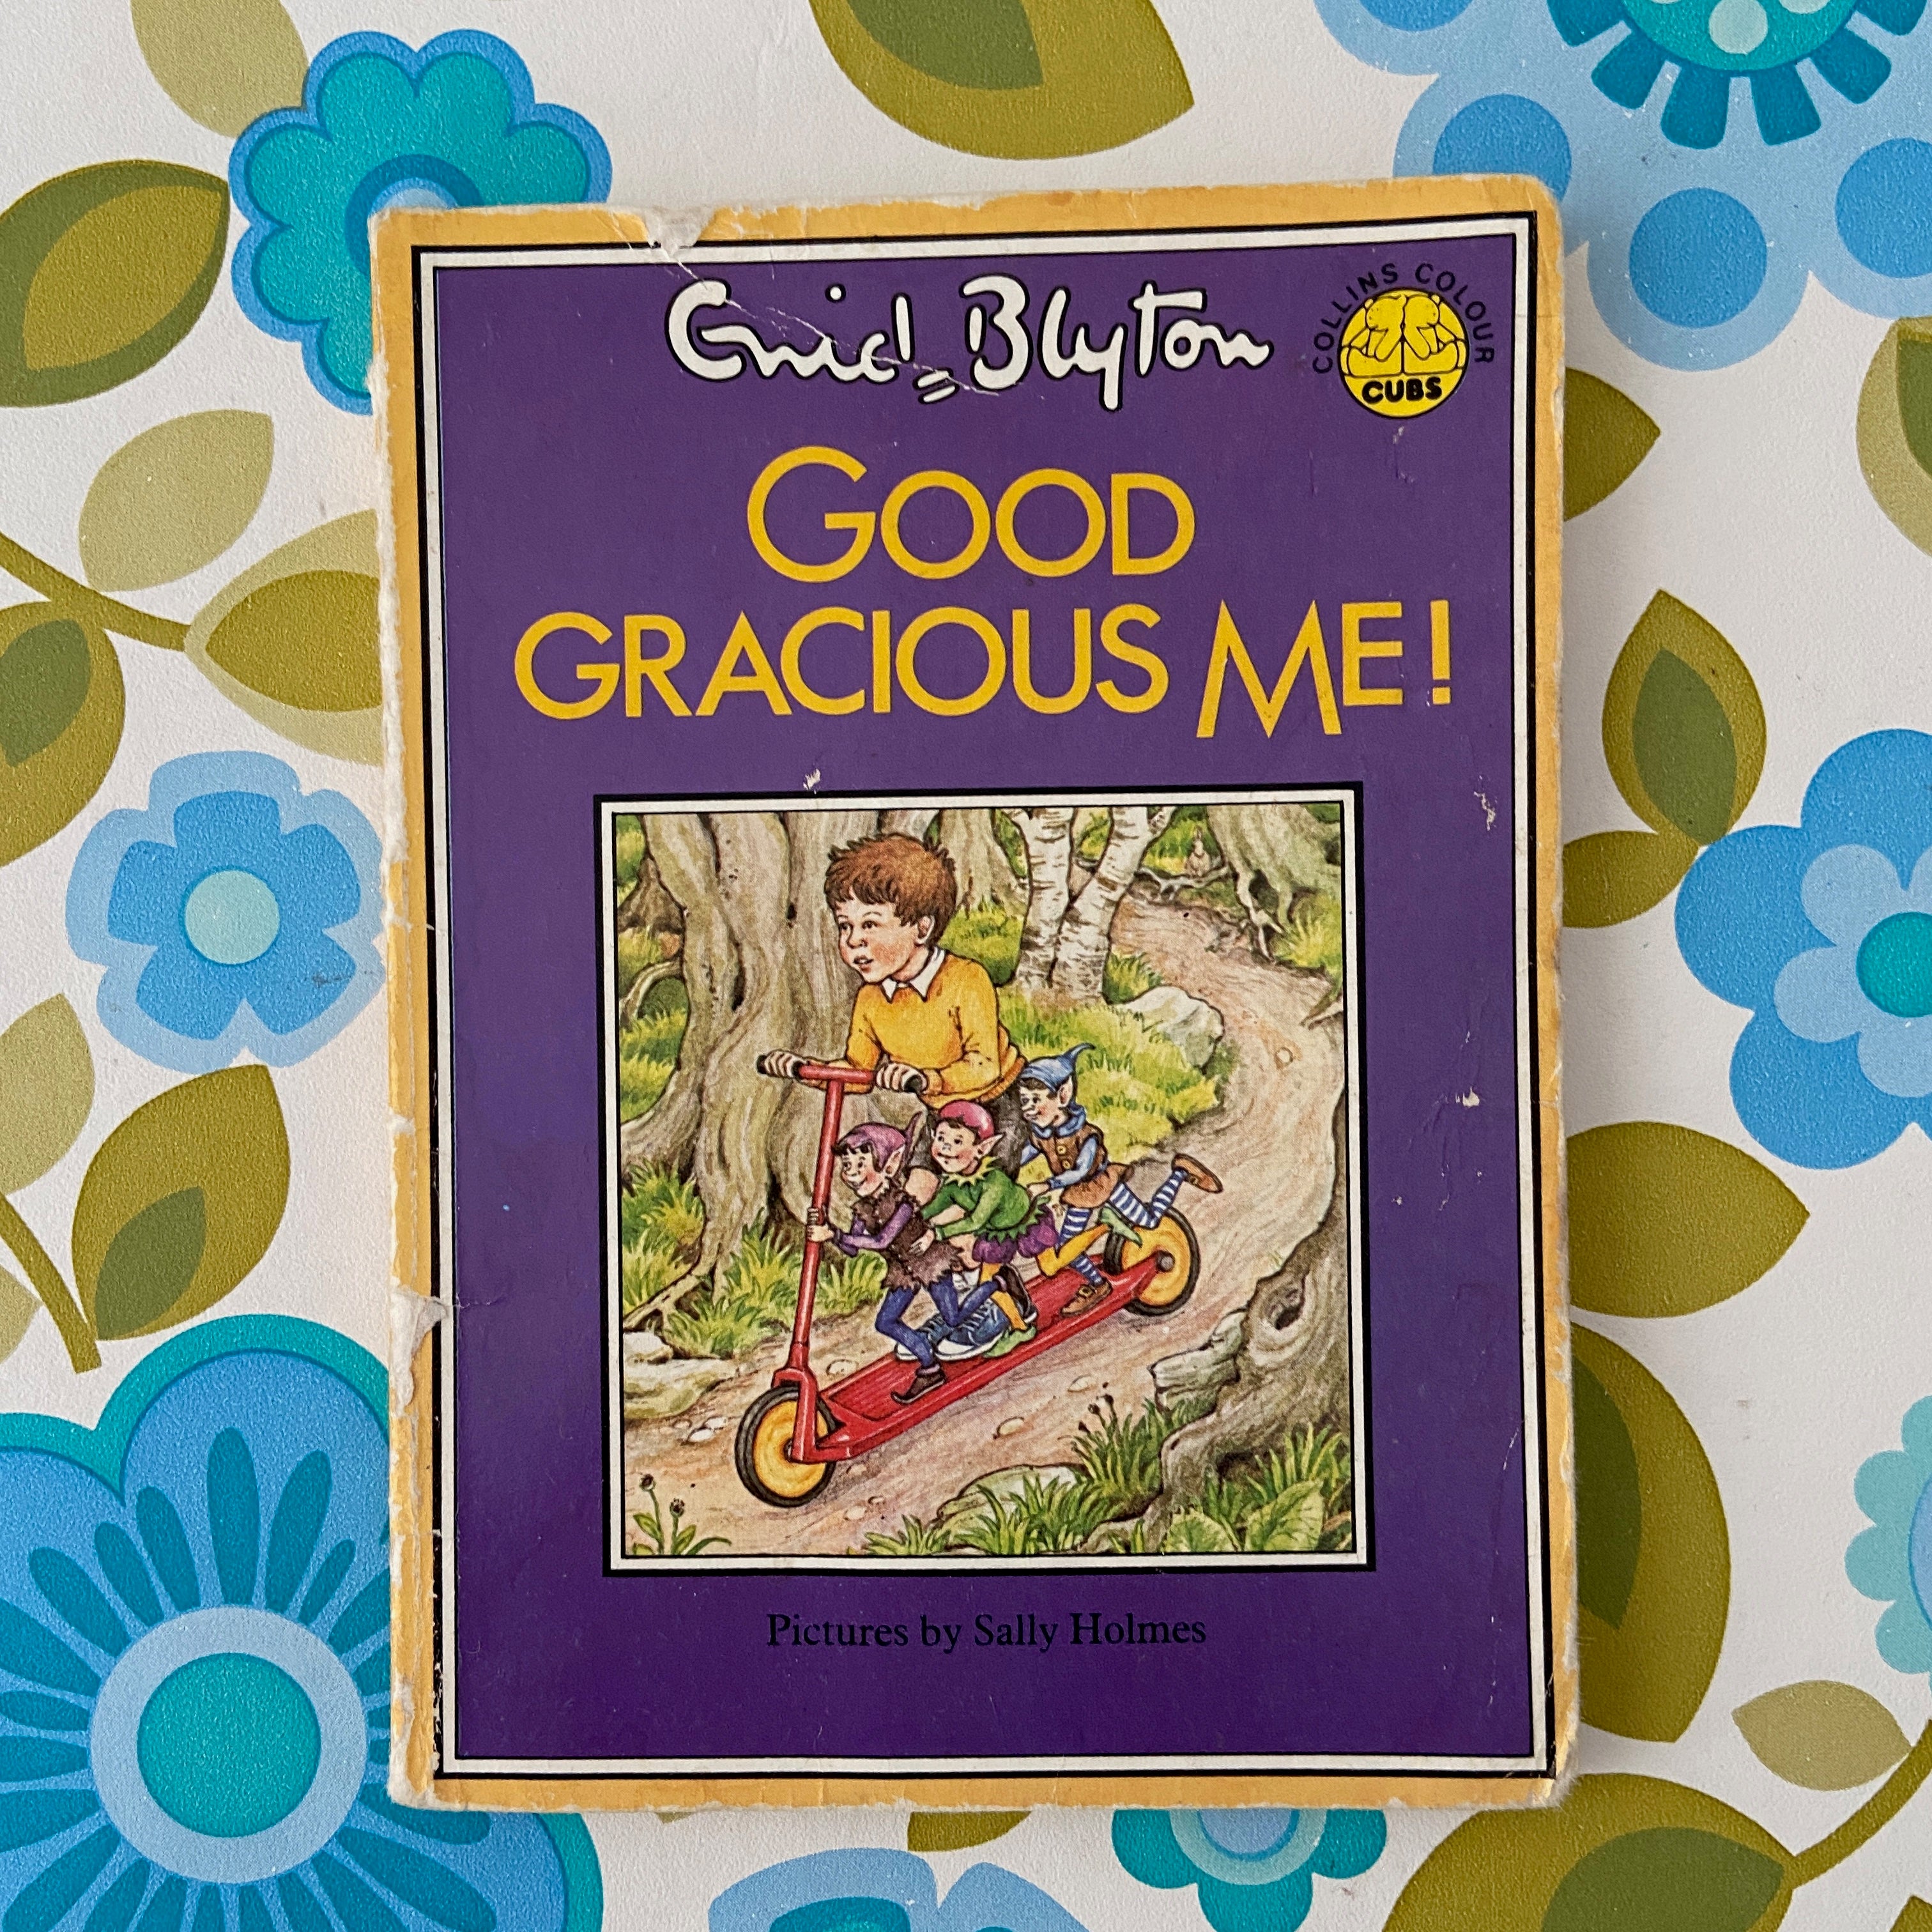 Enid Blyton
COLLINS COLOUR
CUBS
GOOD
GRACIOUS ME!
Pictures by Sally Holmes